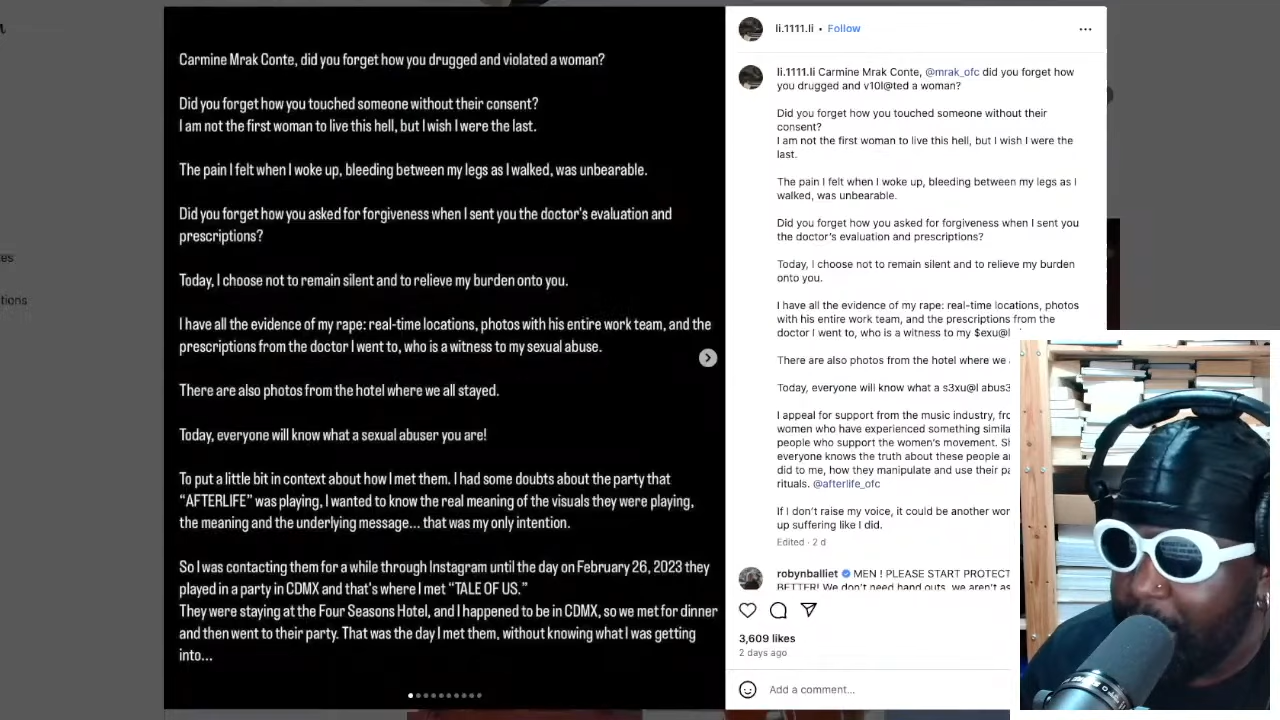 Carmine Mrak Conte, did you forget how you drugged and violated a woman?
Did you forget how you touched someone without their consent?
I am not the first woman to live this hell, but I wish I were the last.
The pain I felt when I woke up, bleeding between my legs as I walked, was unbearable.
Did you forget how you asked for forgiveness when I sent you the doctor's evaluation and
prescriptions?
Today, I choose not to remain silent and to relieve my burden onto you.
I have all the evidence of my rape: real-time locations, photos with his entire work team, and the
prescriptions from the doctor I went to, who is a witness to my sexual abuse.
There are also photos from the hotel where we all stayed.
Today, everyone will know what a sexual abuser you are!
To put a little bit in context about how I met them. I had some doubts about the party that
“AFTERLIFE” was playing, I wanted to know the real meaning of the visuals they were playing,
the meaning and the underlying message... that was my only intention.
So I was contacting them for a while through Instagram until the day on February 26, 2023 they
played in a party in CDMX and that's where I met “TALE OF US.”
They were staying at the Four Seasons Hotel, and I happened to be in CDMX, so we met for dinner
and then went to their party. That was the day I met them, without knowing what I was getting
into...
li.1111.li • Follow
li.1111.li Carmine Mrak Conte, @mrak_ofc did you forget how
you drugged and v10l@ted a woman?
Did you forget how you touched someone without their
consent?
I am not the first woman to live this hell, but I wish I were the
last.
The pain I felt when I woke up, bleeding between my legs as I
walked, was unbearable.
Did you forget how you asked for forgiveness when I sent you
the doctor's evaluation and prescriptions?
Today, I choose not to remain silent and to relieve my burden
onto you.
I have all the evidence of my rape: real-time locations, photos
with his entire work team, and the prescriptions from the
doctor I went to, who is a witness to my $exu@l
There are also photos from the hotel where we
Today, everyone will know what a s3xu@l abus3
I appeal for support from the music industry,
women who have experienced something
people who support the women's movement.
everyone knows the truth about these people
did to me, how they manipulate and use their
rituals. @afterlife_ofc
If I don't raise my voice, it could be another
up suffering like I did.
Edited · 2 d
robynballiet MEN ! PLEASE START
BETTER! We don't need hand outs, we aren't
3,609 likes
2 days ago
Add a comment...